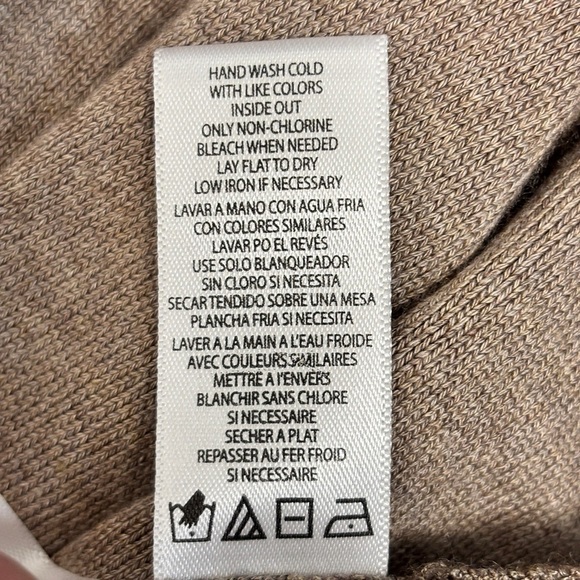 HAND WASH COLD
WITH LIKE COLORS
INSIDE OUT
ONLY NON-CHLORINE
BLEACH WHEN NEEDED
LAY FLAT TO DRY
LOW IRON IF NECESSARY
LAVAR A MANO CON AGUA FRIA
CON COLORES SIMILARES
LAVAR PO EL REVÉS
USE SOLO BLANQUEADOR
SIN CLORO SI NECESITA
SECAR TENDIDO SOBRE UNA MESA
PLANCHA FRIA SI NECESITA
LAVER A LA MAIN A L'EAU FROIDE
AVEC COULEURS SIMILAIRES
METTRE A I'ENVERS
BLANCHIR SANS CHLORE
SI NECESSAIRE
SECHER A PLAT
REPASSER AU FER FROID
SI NECESSAIRE